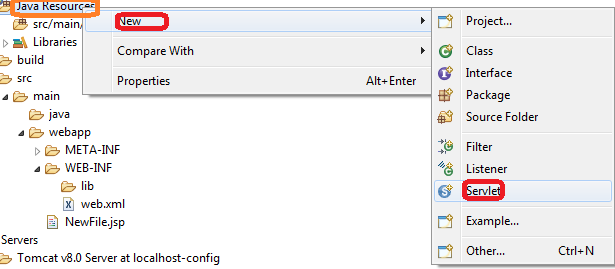 Java Resources
src/main/
Libraries
build
src
main
java
webapp
META-INF
WEB-INF
lib
web.xml
NewFile.jsp
Servers
Tomcat v8.0 Server at localhost-config
New
Compare With
Properties Alt+Enter
Project...
Class
Interface
Package
Source Folder
Filter
Listener
Servlet
Example...
Other... Ctrl+N